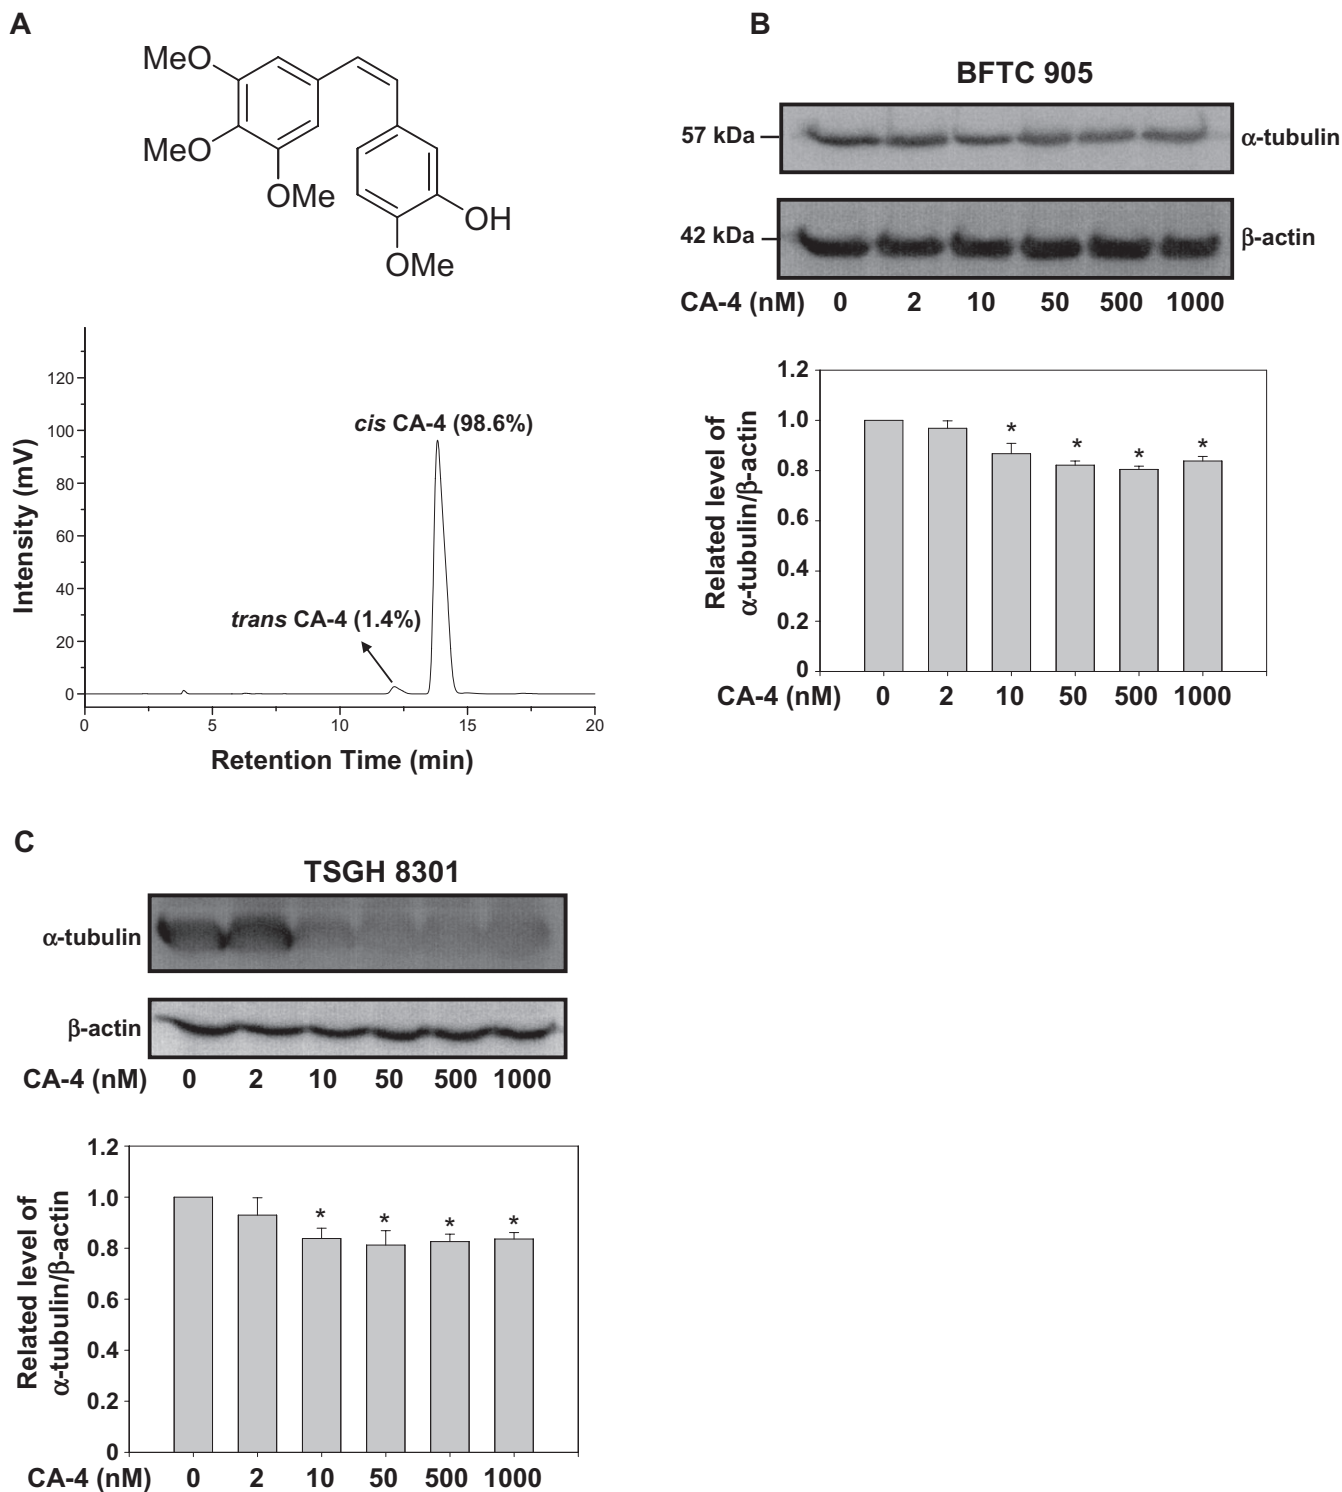 A
MeO
MeO
OMe
OH
OMe
120
100
80
60
40
20
0
Intensity (mV)
cis CA-4 (98.6%)
trans CA-4 (1.4%)
0 5 10 15 20
Retention Time (min)
B
BFTC 905
57 kDa
α-tubulin
42 kDa
β-actin
CA-4 (nM) 0 2 10 50 500 1000
1.2
1.0
0.8
0.6
0.4
0.2
0
Related level of
α-tubulin/β-actin
* * * *
CA-4 (nM) 0 2 10 50 500 1000
C
TSGH 8301
α-tubulin
β-actin
CA-4 (nM) 0 2 10 50 500 1000
1.2
1.0
0.8
0.6
0.4
0.2
0
Related level of
α-tubulin/β-actin
* * * *
CA-4 (nM) 0 2 10 50 500 1000